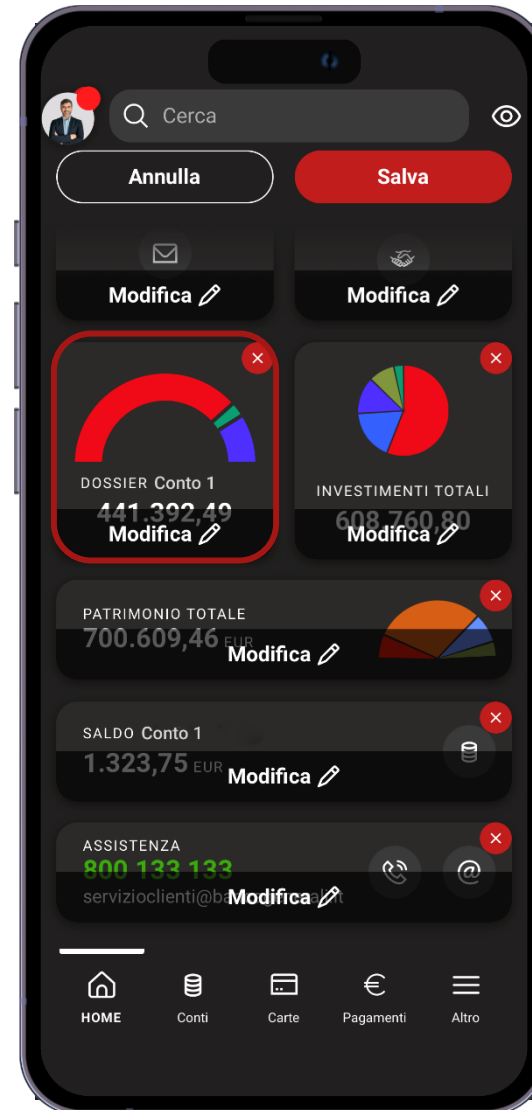 Cerca
Annulla
Salva
Modifica
Modifica
DOSSIER Conto 1
441.392,49
Modifica
INVESTIMENTI TOTALI
608.760,80
Modifica
PATRIMONIO TOTALE
700.609,46 EUR
Modifica
SALDO Conto 1
1.323,75 EUR
Modifica
ASSISTENZA
800 133 133
Modifica
HOME
Conti
Carte
Pagamenti
Altro